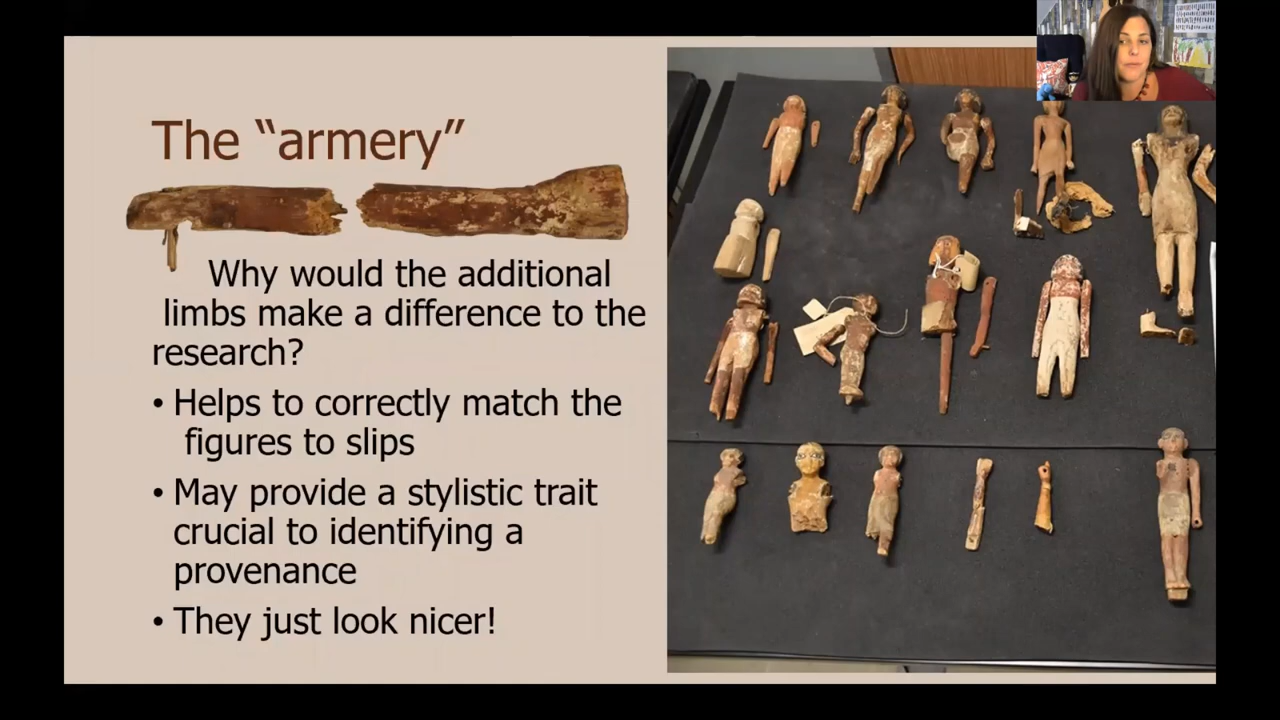 The “armery”
Why would the additional
limbs make a difference to the
research?
• Helps to correctly match the
figures to slips
• May provide a stylistic trait
crucial to identifying a
provenance
• They just look nicer!